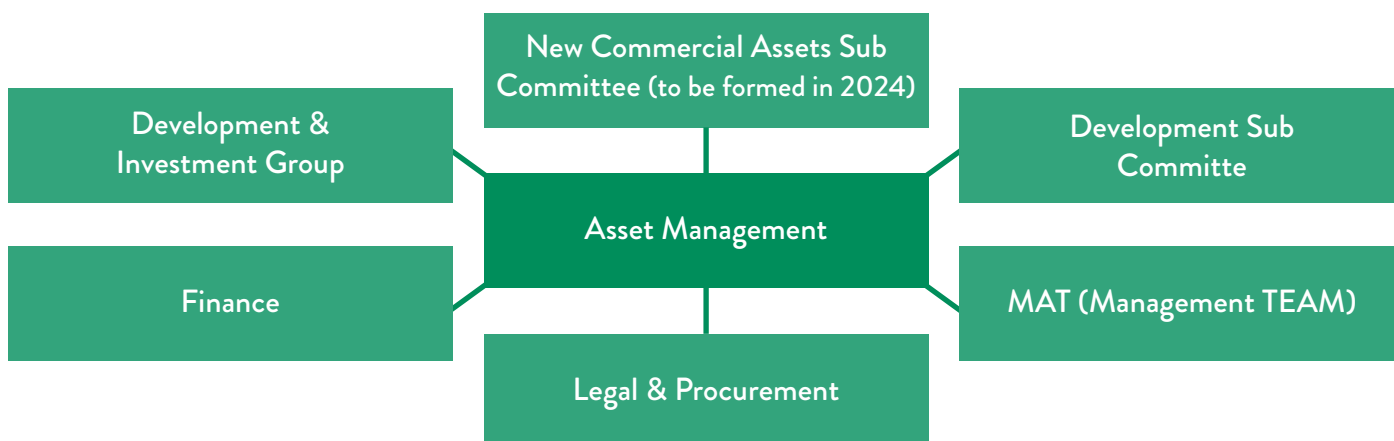 New Commercial Assets Sub
Committee (to be formed in 2024)
Development &
Investment Group
Development Sub
Committe
Asset Management
Finance
MAT (Management TEAM)
Legal & Procurement